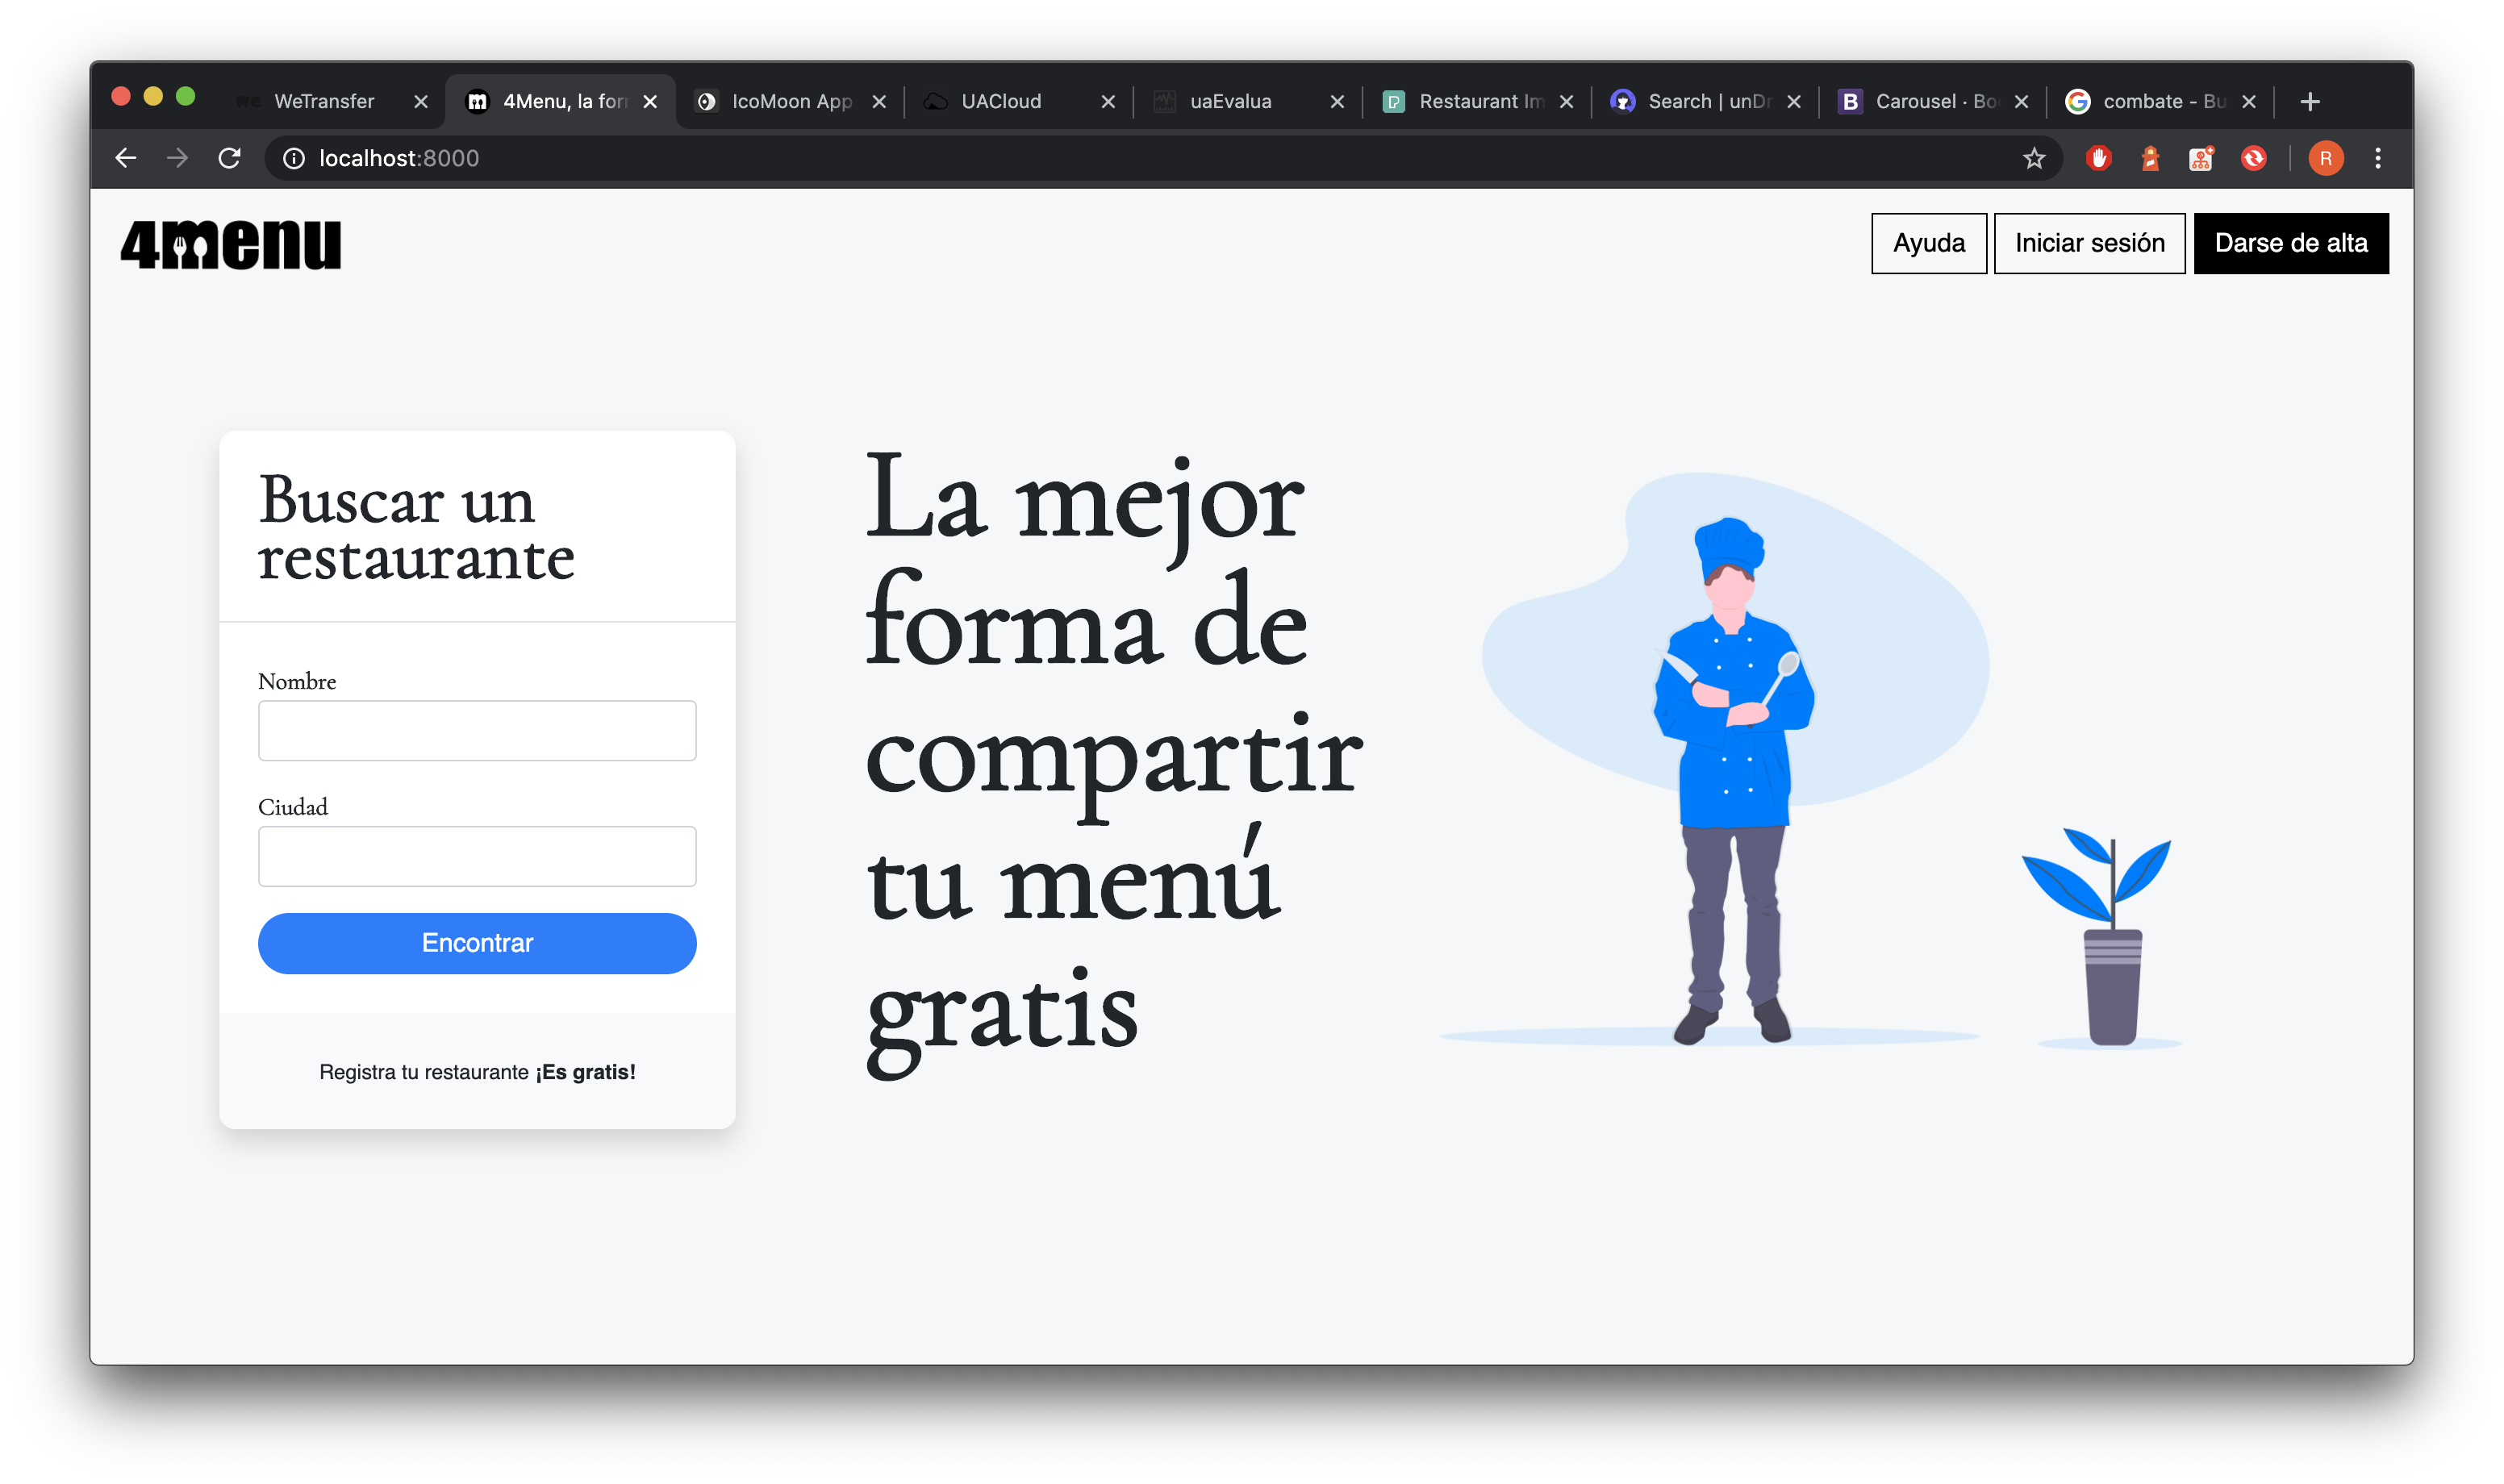 WeTransfer
4Menu, la for
IcoMoon App
UACloud
uaEvalua
Restaurant Im
Search | unD
Carousel · Bo
combate - Bu
localhost:8000
R
4menu
Ayuda
Iniciar sesión
Darse de alta
Buscar un
restaurante
Nombre
Ciudad
Encontrar
Registra tu restaurante ¡Es gratis!
La mejor
forma de
compartir
tu menú
gratis